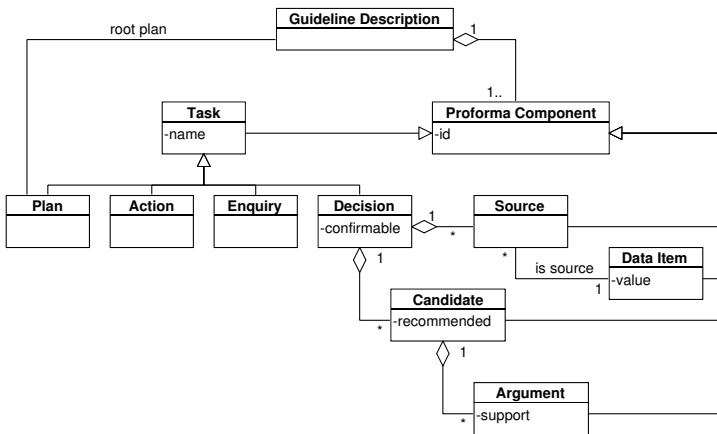 Guideline Description
root plan
1
1..
Task
-name
Proforma Component
-id
Plan
Action
Enquiry
Decision
-confirmable
1
*
Source
1
*
is source
1
Data Item
-value
*
Candidate
-recommended
1
*
Argument
-support